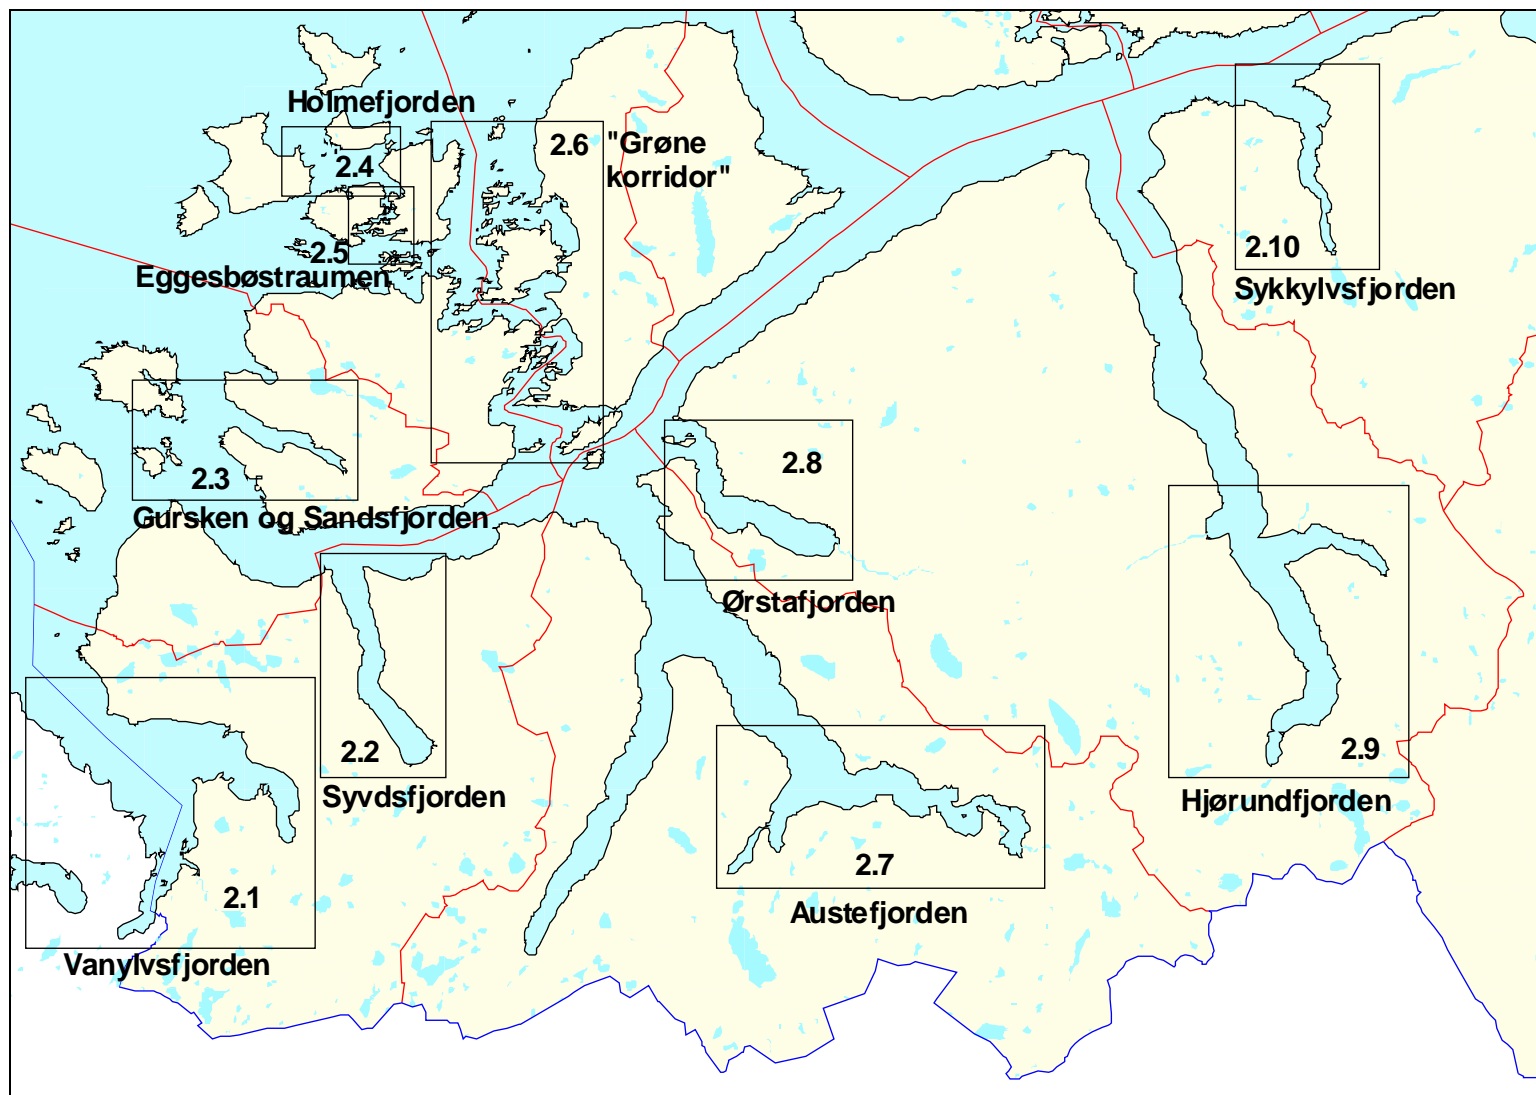 Holmefjorden
2.4
2.6
"Grøne
korridor"
2.5
Eggesbøstraumen
2.10
Sykkylvsfjorden
2.3
Gursken og Sandsfjorden
2.8
Ørstafjorden
2.2
Syvdsfjorden
2.9
Hjørundfjorden
2.1
Vanylvsfjorden
2.7
Austefjorden